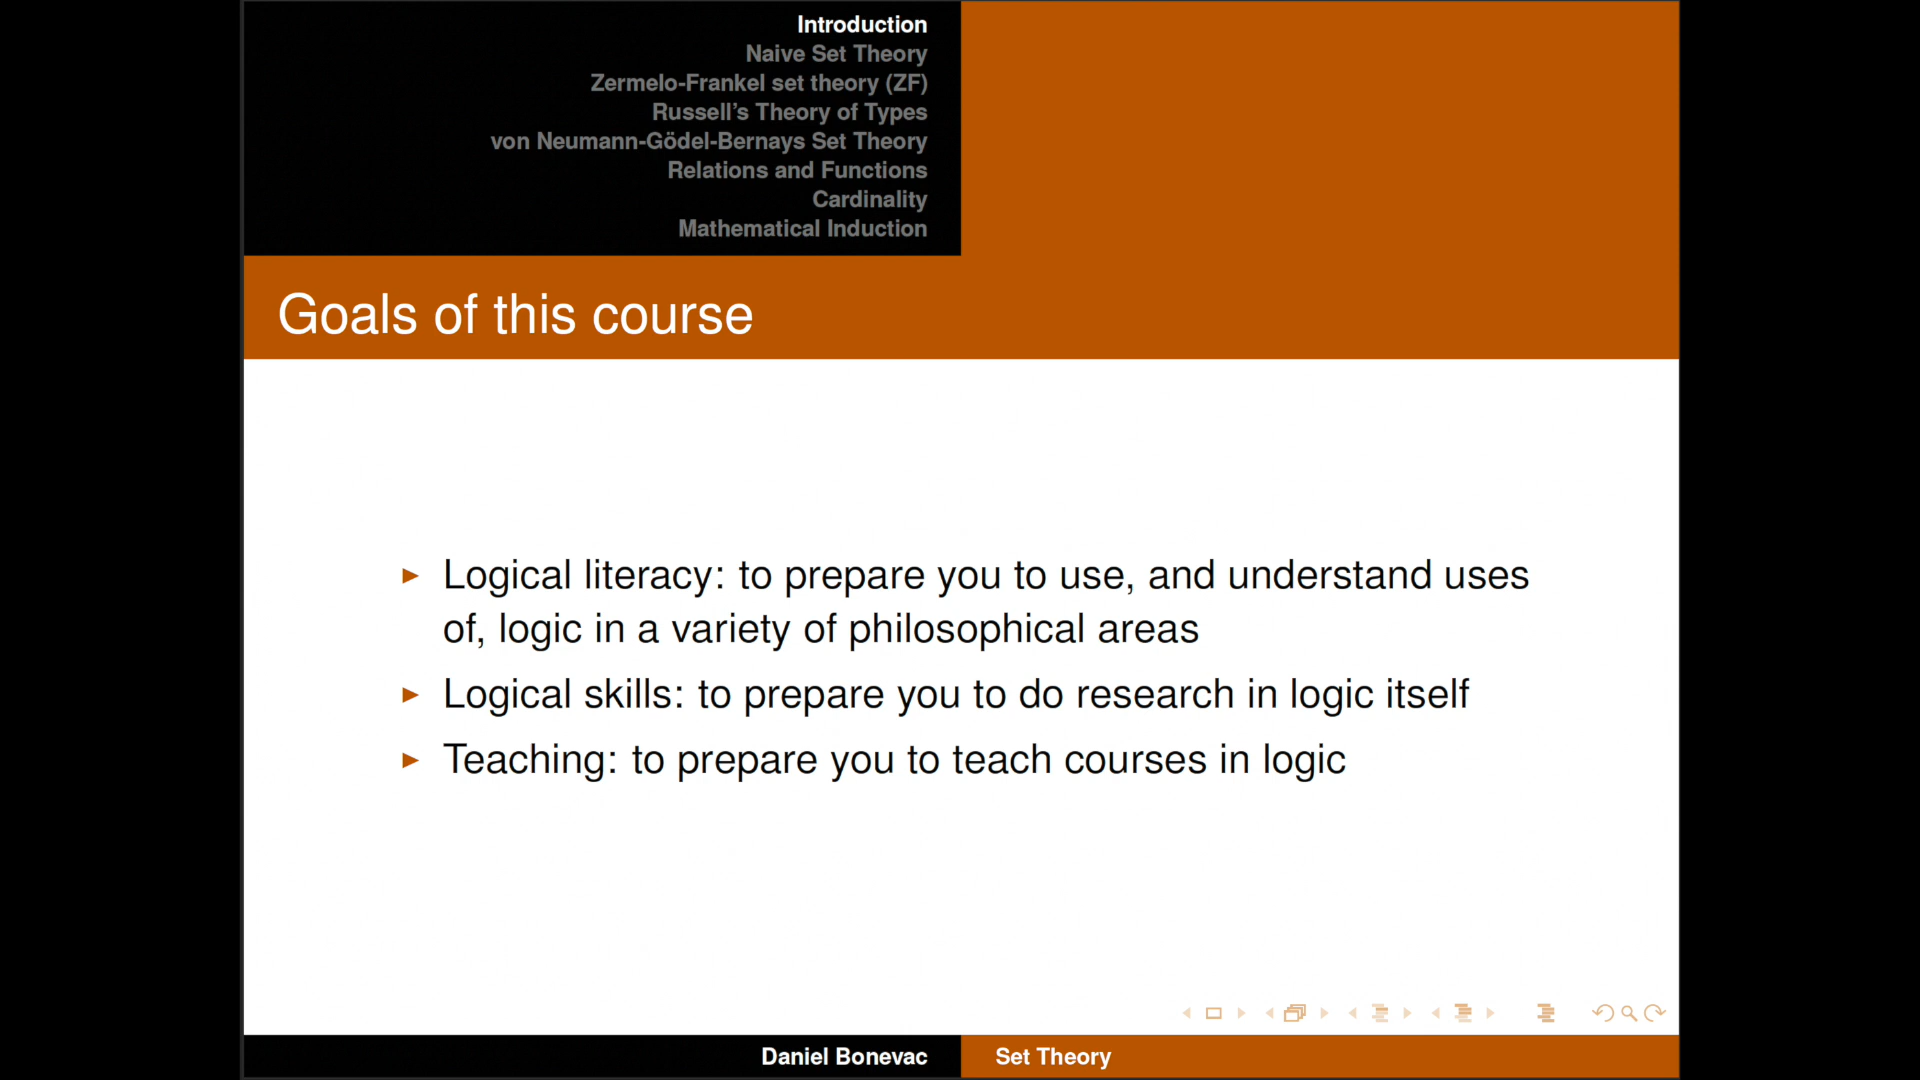 Introduction
Naive Set Theory
Zermelo-Frankel set theory (ZF)
Russell's Theory of Types
von Neumann-Gödel-Bernays Set Theory
Relations and Functions
Cardinality
Mathematical Induction
Goals of this course
Logical literacy: to prepare you to use, and understand uses
of, logic in a variety of philosophical areas
Logical skills: to prepare you to do research in logic itself
Teaching: to prepare you to teach courses in logic
Daniel Bonevac
Set Theory